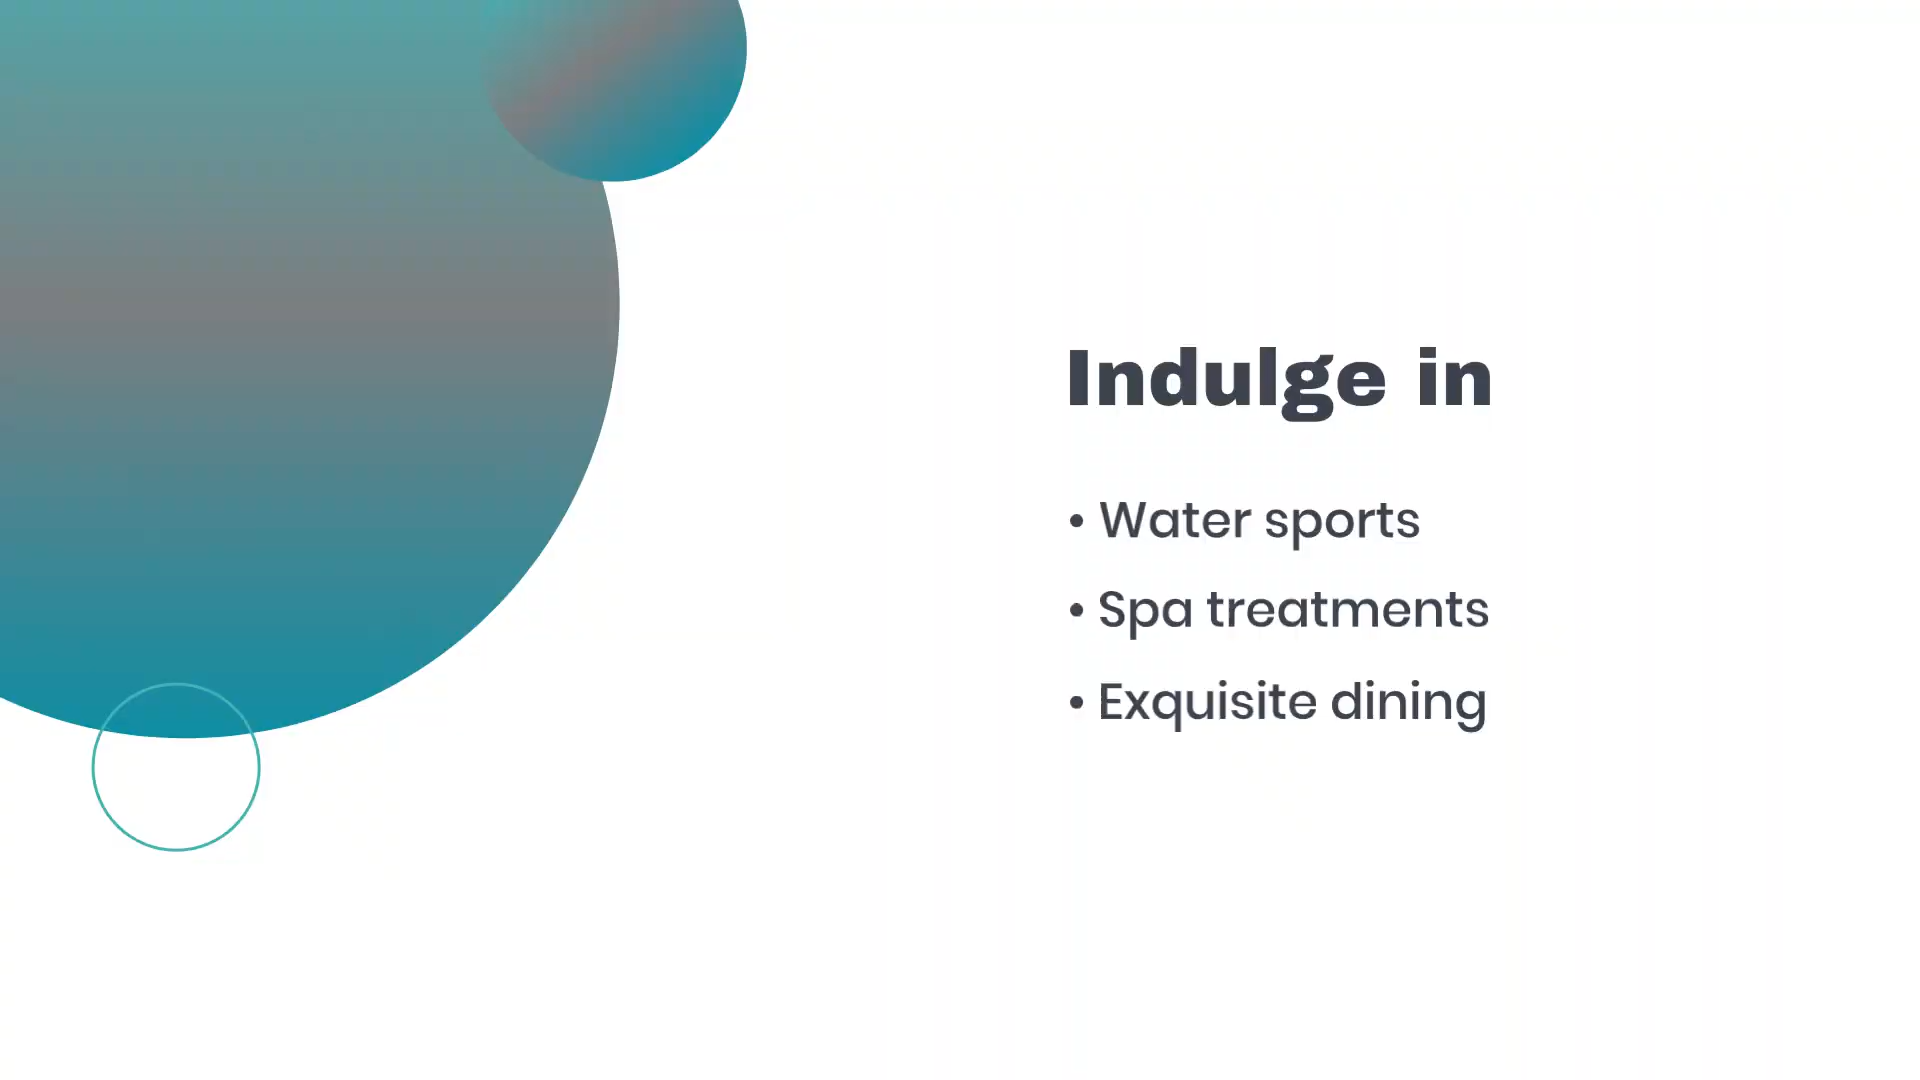 Indulge in
• Water sports
• Spa treatments
• Exquisite dining